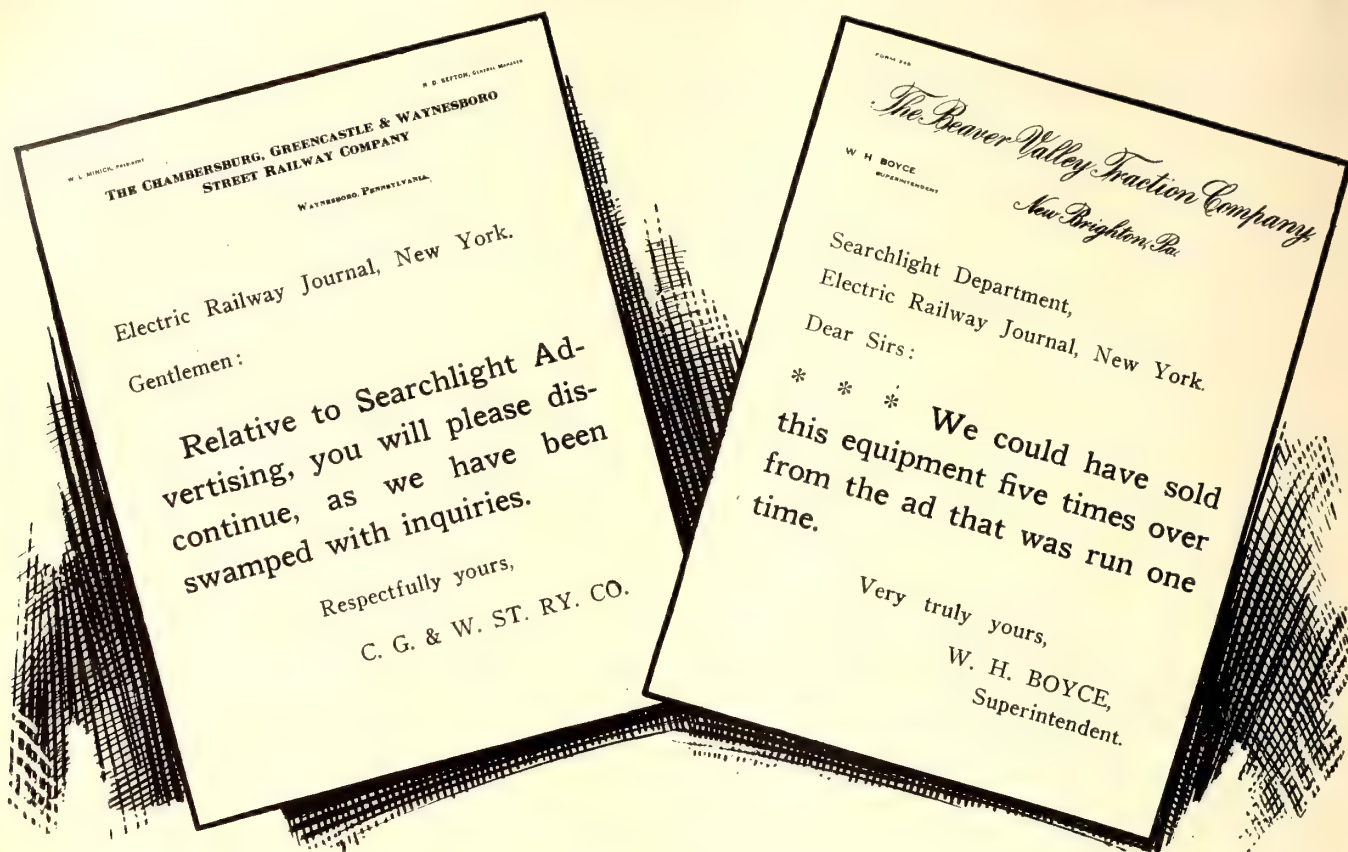 H. D. SEFTON, GENERAL MANAGER
W L MINICH, PRESIDENT
THE CHAMBERSBURG, GREENCASTLE & WAYNESBORO
STREET RAILWAY COMPANY
WAYNESBORO, PENNSYLVANIA,
Electric Railway Journal, New York.
Gentlemen:
Relative to Searchlight Ad-
vertising, you will please dis-
continue, as we have been
swamped with inquiries.
Respectfully yours,
C. G. & W. ST. RY. CO.
FORM 245
The Beaver Valley Traction Company,
W H BOYCE
SUPERINTENDENT
New Brighton, Pa.
Searchlight Department,
Electric Railway Journal, New York.
Dear Sirs:
* * * We could have sold
this equipment five times over
from the ad that was run one
time.
Very truly yours,
W. H. BOYCE,
Superintendent.